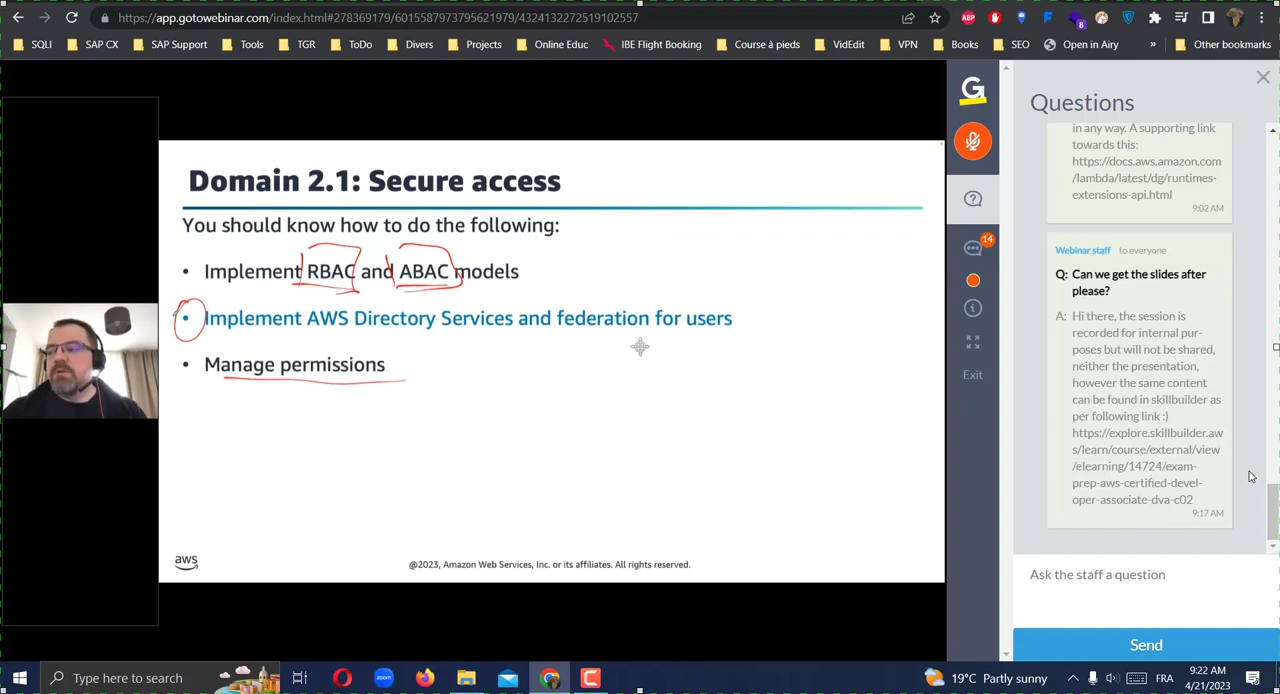 https://app.gotowebinar.com/index.html#278369179/6015587973795621979/4324132272519102557
ABP
8
SQLI SAP CX SAP Support Tools TGR ToDo Divers Projects Online Educ IBE Flight Booking Course à pieds VidEdit VPN Books SEO Open in Airy » Other bookmarks
Domain 2.1: Secure access
You should know how to do the following:
• Implement RBAC and ABAC models
• Implement AWS Directory Services and federation for users
• Manage permissions
aws
@2023, Amazon Web Services, Inc. or its affiliates. All rights reserved.
G
14
Exit
Questions
in any way. A supporting link
towards this:
https://docs.aws.amazon.com
/lambda/latest/dg/runtimes-
extensions-api.html
9:02 AM
Webinar staff to everyone
Q: Can we get the slides after
please?
A: Hi there, the session is
recorded for internal pur-
poses but will not be shared,
neither the presentation,
however the same content
can be found in skillbuilder as
per following link :)
https://explore.skillbuilder.aw
s/learn/course/external/view
/elearning/14724/exam-
prep-aws-certified-devel-
oper-associate-dva-c02
9:17 AM
Ask the staff a question
Send
Type here to search
zoom
19°C Partly sunny
FRA
9:22 AM
4/21/2023